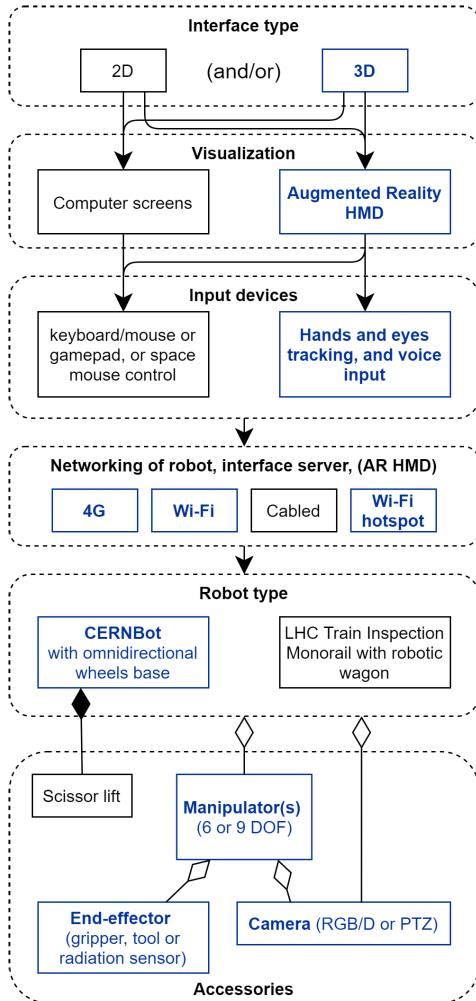 Interface type
2D
(and/or)
3D
Visualization
Computer screens
Augmented Reality
HMD
Input devices
keyboard/mouse or
gamepad, or space
mouse control
Hands and eyes
tracking, and voice
input
Networking of robot, interface server, (AR HMD)
4G
Wi-Fi
Cabled
Wi-Fi
hotspot
Robot type
CERNBot
with omnidirectional
wheels base
LHC Train Inspection
Monorail with robotic
wagon
Scissor lift
Manipulator(s)
(6 or 9 DOF)
End-effector
(gripper, tool or
radiation sensor)
Camera (RGB/D or PTZ)
Accessories